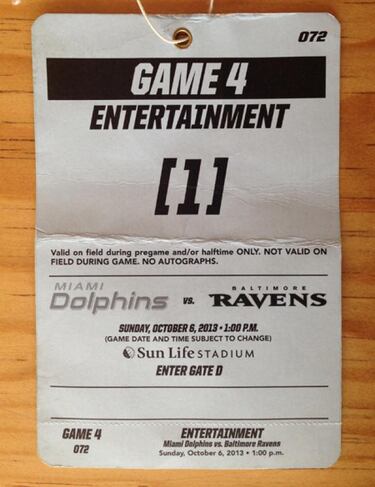 072
GAME 4
ENTERTAINMENT
[1]
Valid on field during pregame and/or halftime ONLY. NOT VALID ON
FIELD DURING GAME. NO AUTOGRAPHS.
MIAMI
Dolphins vs. BALTIMORE
RAVENS
SUNDAY, OCTOBER 6, 2013 • 1:00 P.M.
(GAME DATE AND TIME SUBJECT TO CHANGE)
Sun Life STADIUM
ENTER GATE D
GAME 4 ENTERTAINMENT
072 Miami Dolphins vs. Baltimore Ravens
Sunday, October 6, 2013 • 1:00 p.m.